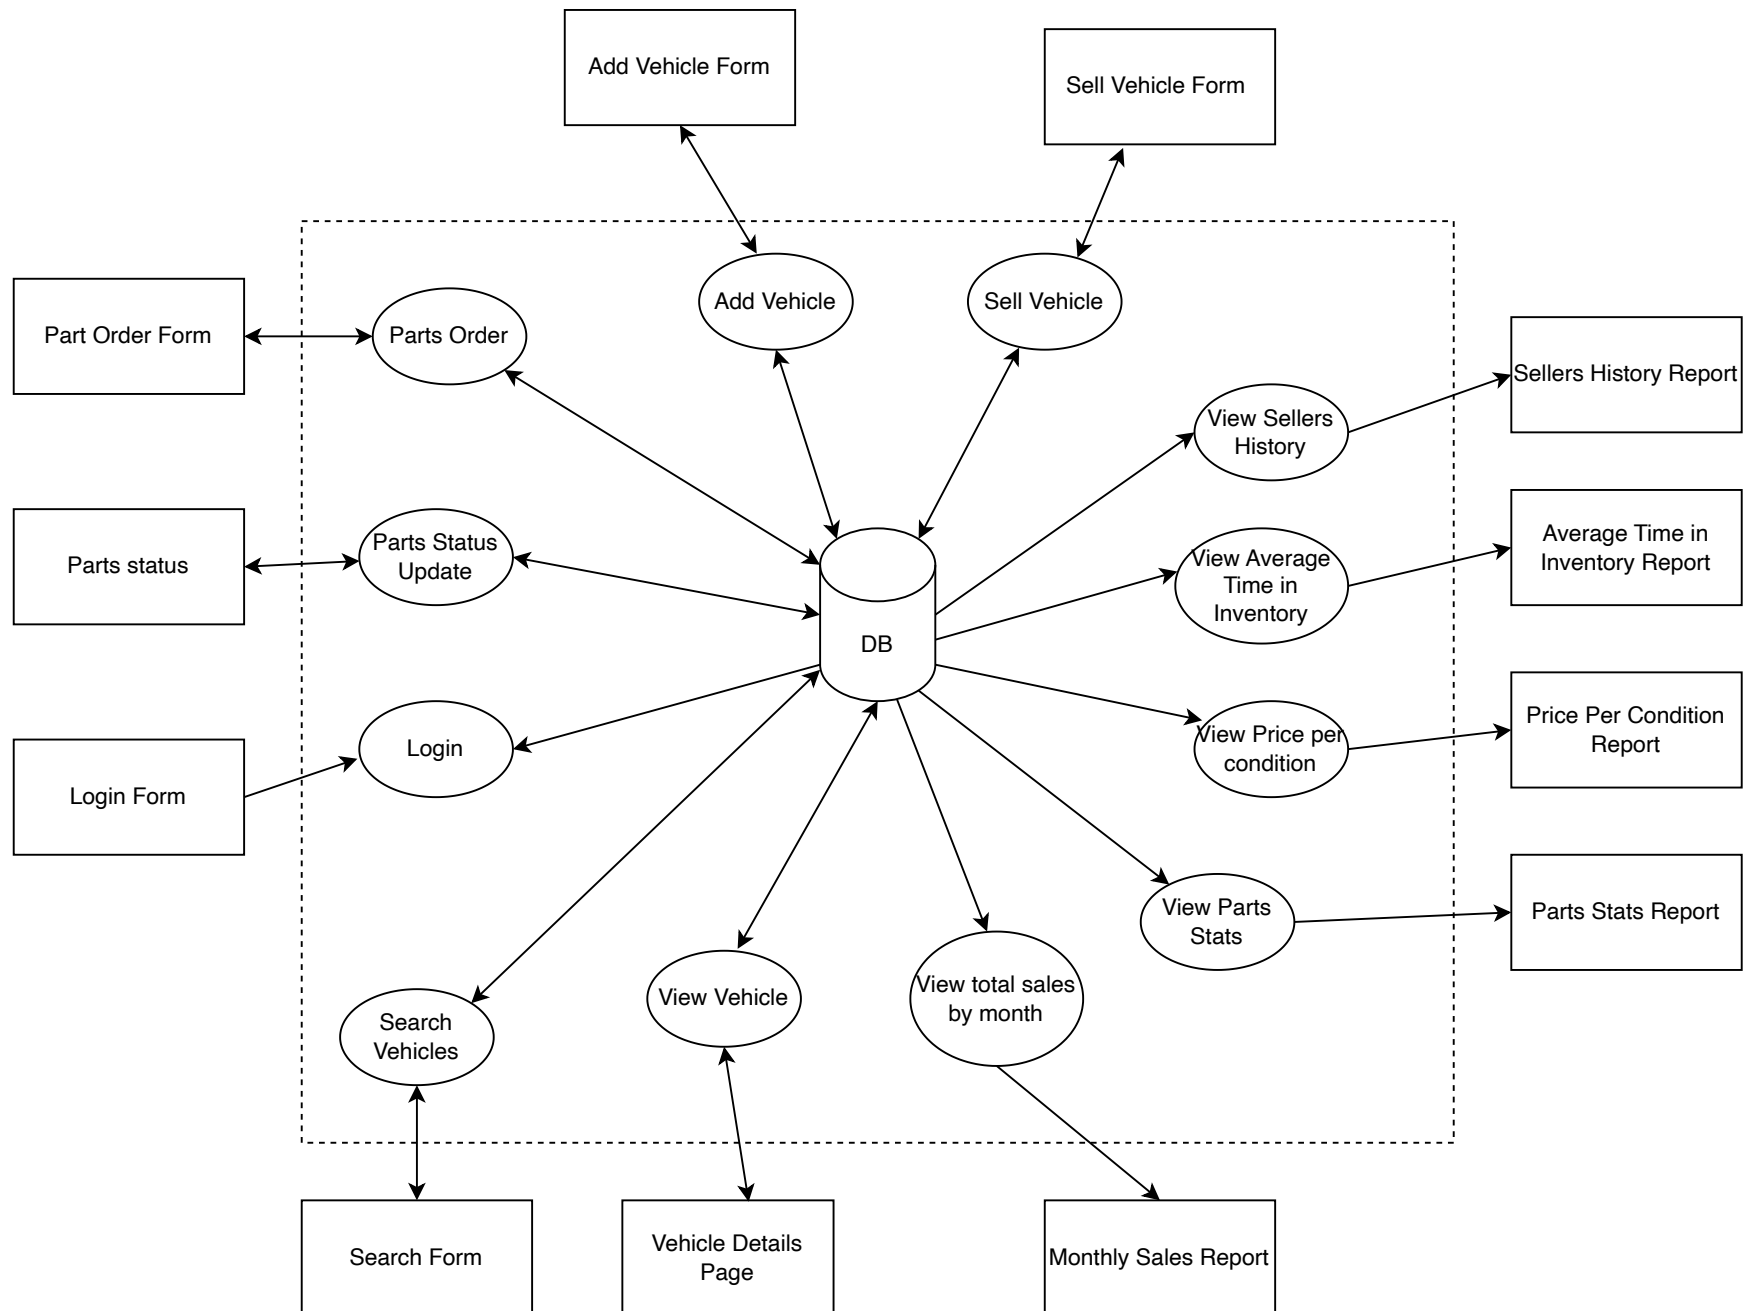 Add Vehicle Form
Sell Vehicle Form
Add Vehicle
Sell Vehicle
Part Order Form
Parts Order
Sellers History Report
View Sellers
History
Parts status
Parts Status
Update
View Average
Time in
Inventory
Average Time in
Inventory Report
DB
Login Form
Login
View Price per
condition
Price Per Condition
Report
View Parts
Stats
Parts Stats Report
Search
Vehicles
View Vehicle
View total sales
by month
Search Form
Vehicle Details
Page
Monthly Sales Report